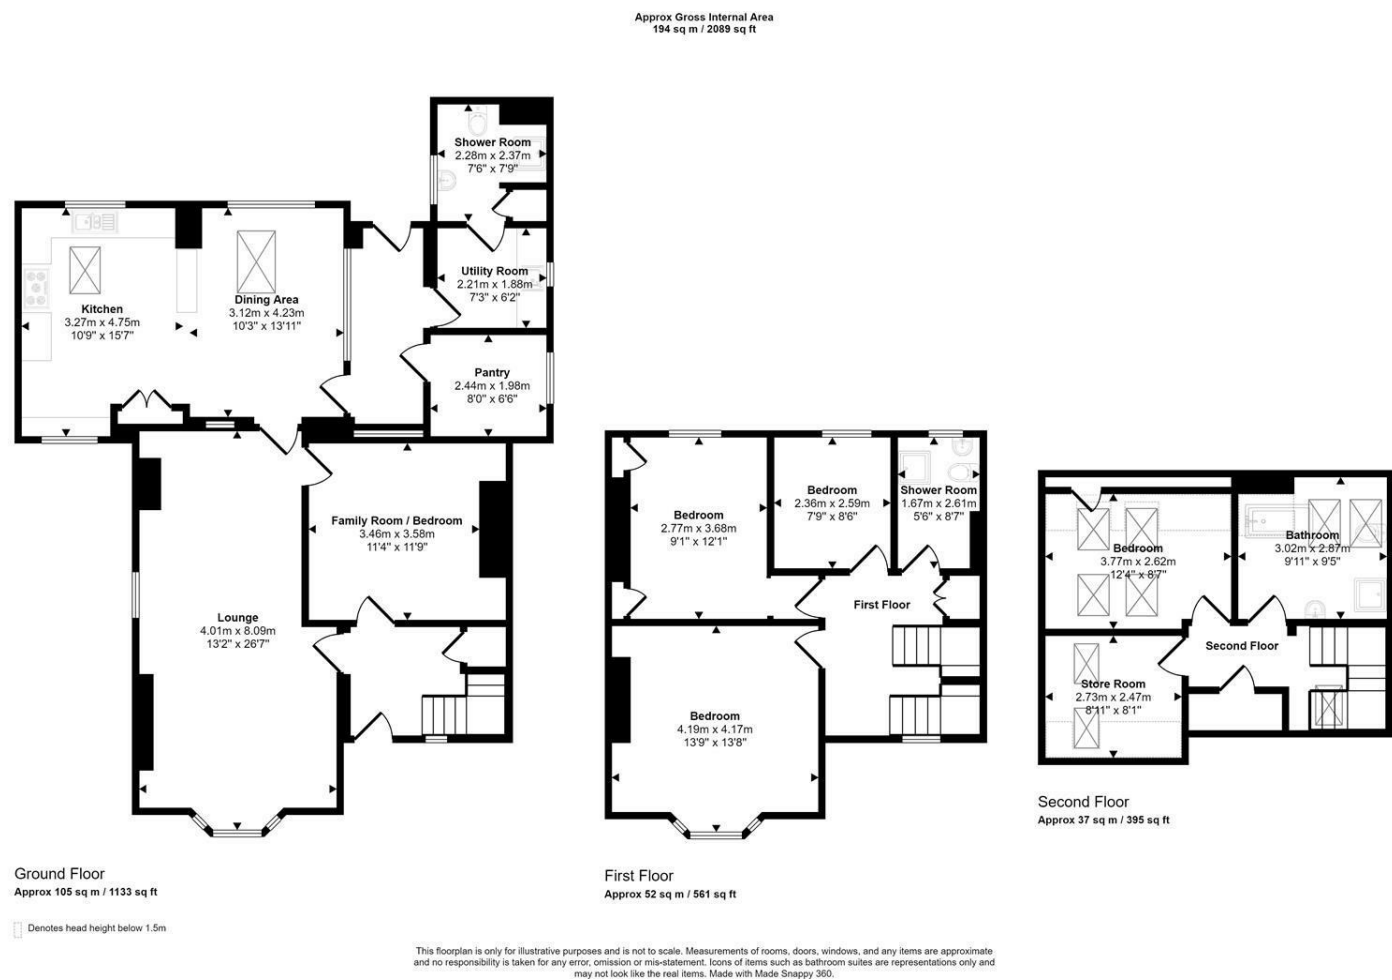 Approx Gross Internal Area
194 sq m / 2089 sq ft
Shower Room
2.28m x 2.37m
7'6" x 7'9"
Utility Room
2.21m x 1.88m
7'3" x 6'2"
Kitchen
3.27m x 4.75m
10'9" x 15'7"
Dining Area
3.12m x 4.23m
10'3" x 13'11"
Pantry
2.44m x 1.98m
8'0" x 6'6"
Family Room / Bedroom
3.46m x 3.58m
11'4" x 11'9"
Lounge
4.01m x 8.09m
13'2" x 26'7"
Ground Floor
Approx 105 sq m / 1133 sq ft
Denotes head height below 1.5m
Bedroom
2.77m x 3.68m
9'1" x 12'1"
Bedroom
2.36m x 2.59m
7'9" x 8'6"
Shower Room
1.67m x 2.61m
5'6" x 8'7"
First Floor
Bedroom
4.19m x 4.17m
13'9" x 13'8"
First Floor
Approx 52 sq m / 561 sq ft
Bedroom
3.77m x 2.62m
12'4" x 8'7"
Bathroom
3.02m x 2.87m
9'11" x 9'5"
Second Floor
Store Room
2.73m x 2.47m
8'11" x 8'1"
Second Floor
Approx 37 sq m / 395 sq ft
This floorplan is only for illustrative purposes and is not to scale. Measurements of rooms, doors, windows, and any items are approximate
and no responsibility is taken for any error, omission or mis-statement. Icons of items such as bathroom suites are representations only and
may not look like the real items. Made with Made Snappy 360.